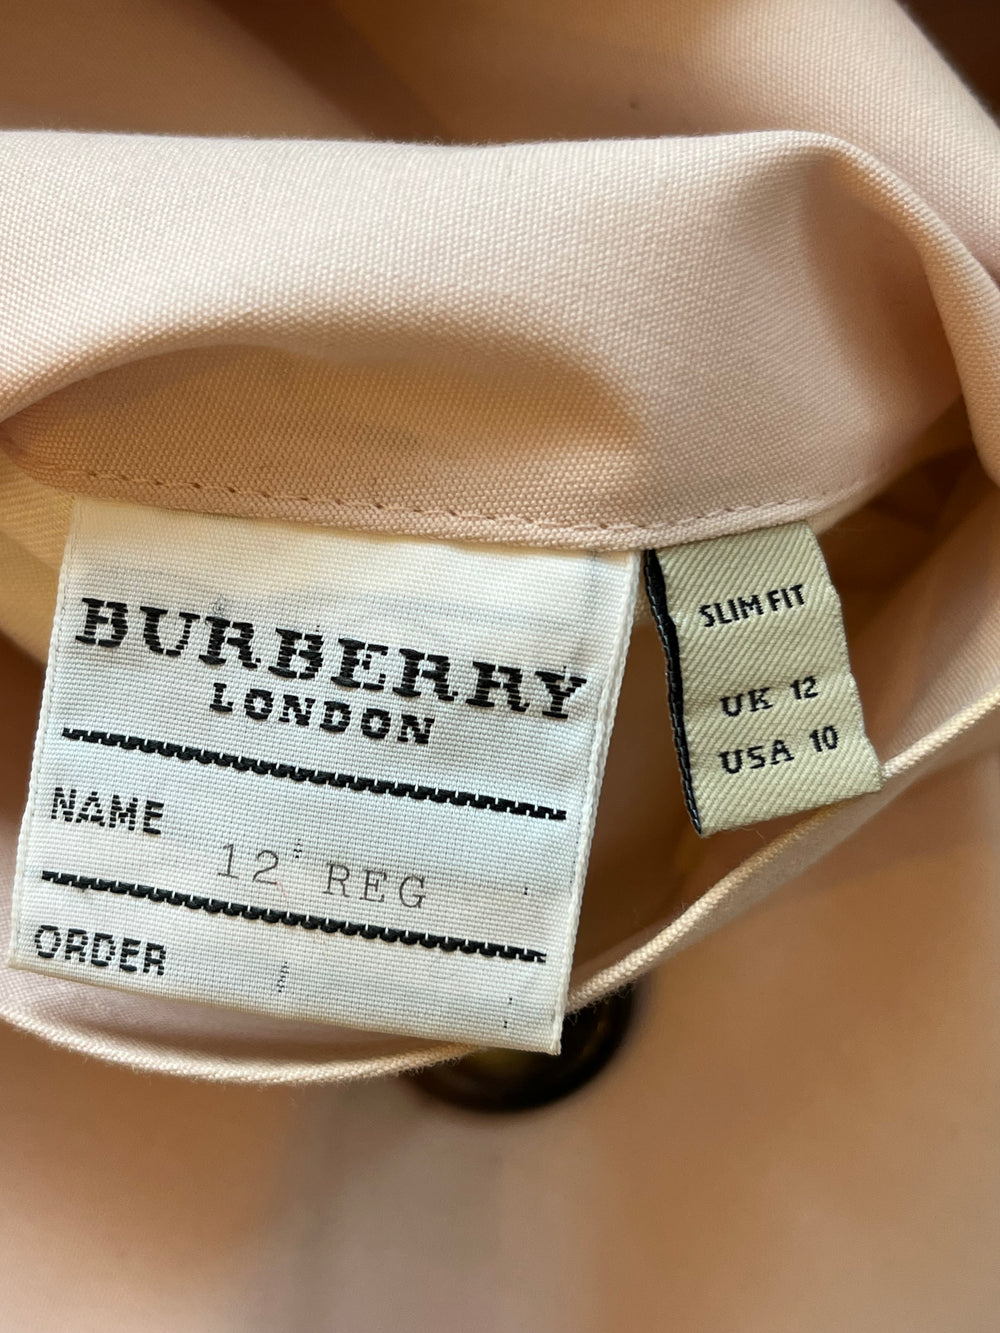 BURBERRY
LONDON
NAME
12 REG
ORDER
SLIM FIT
UK 12
USA 10